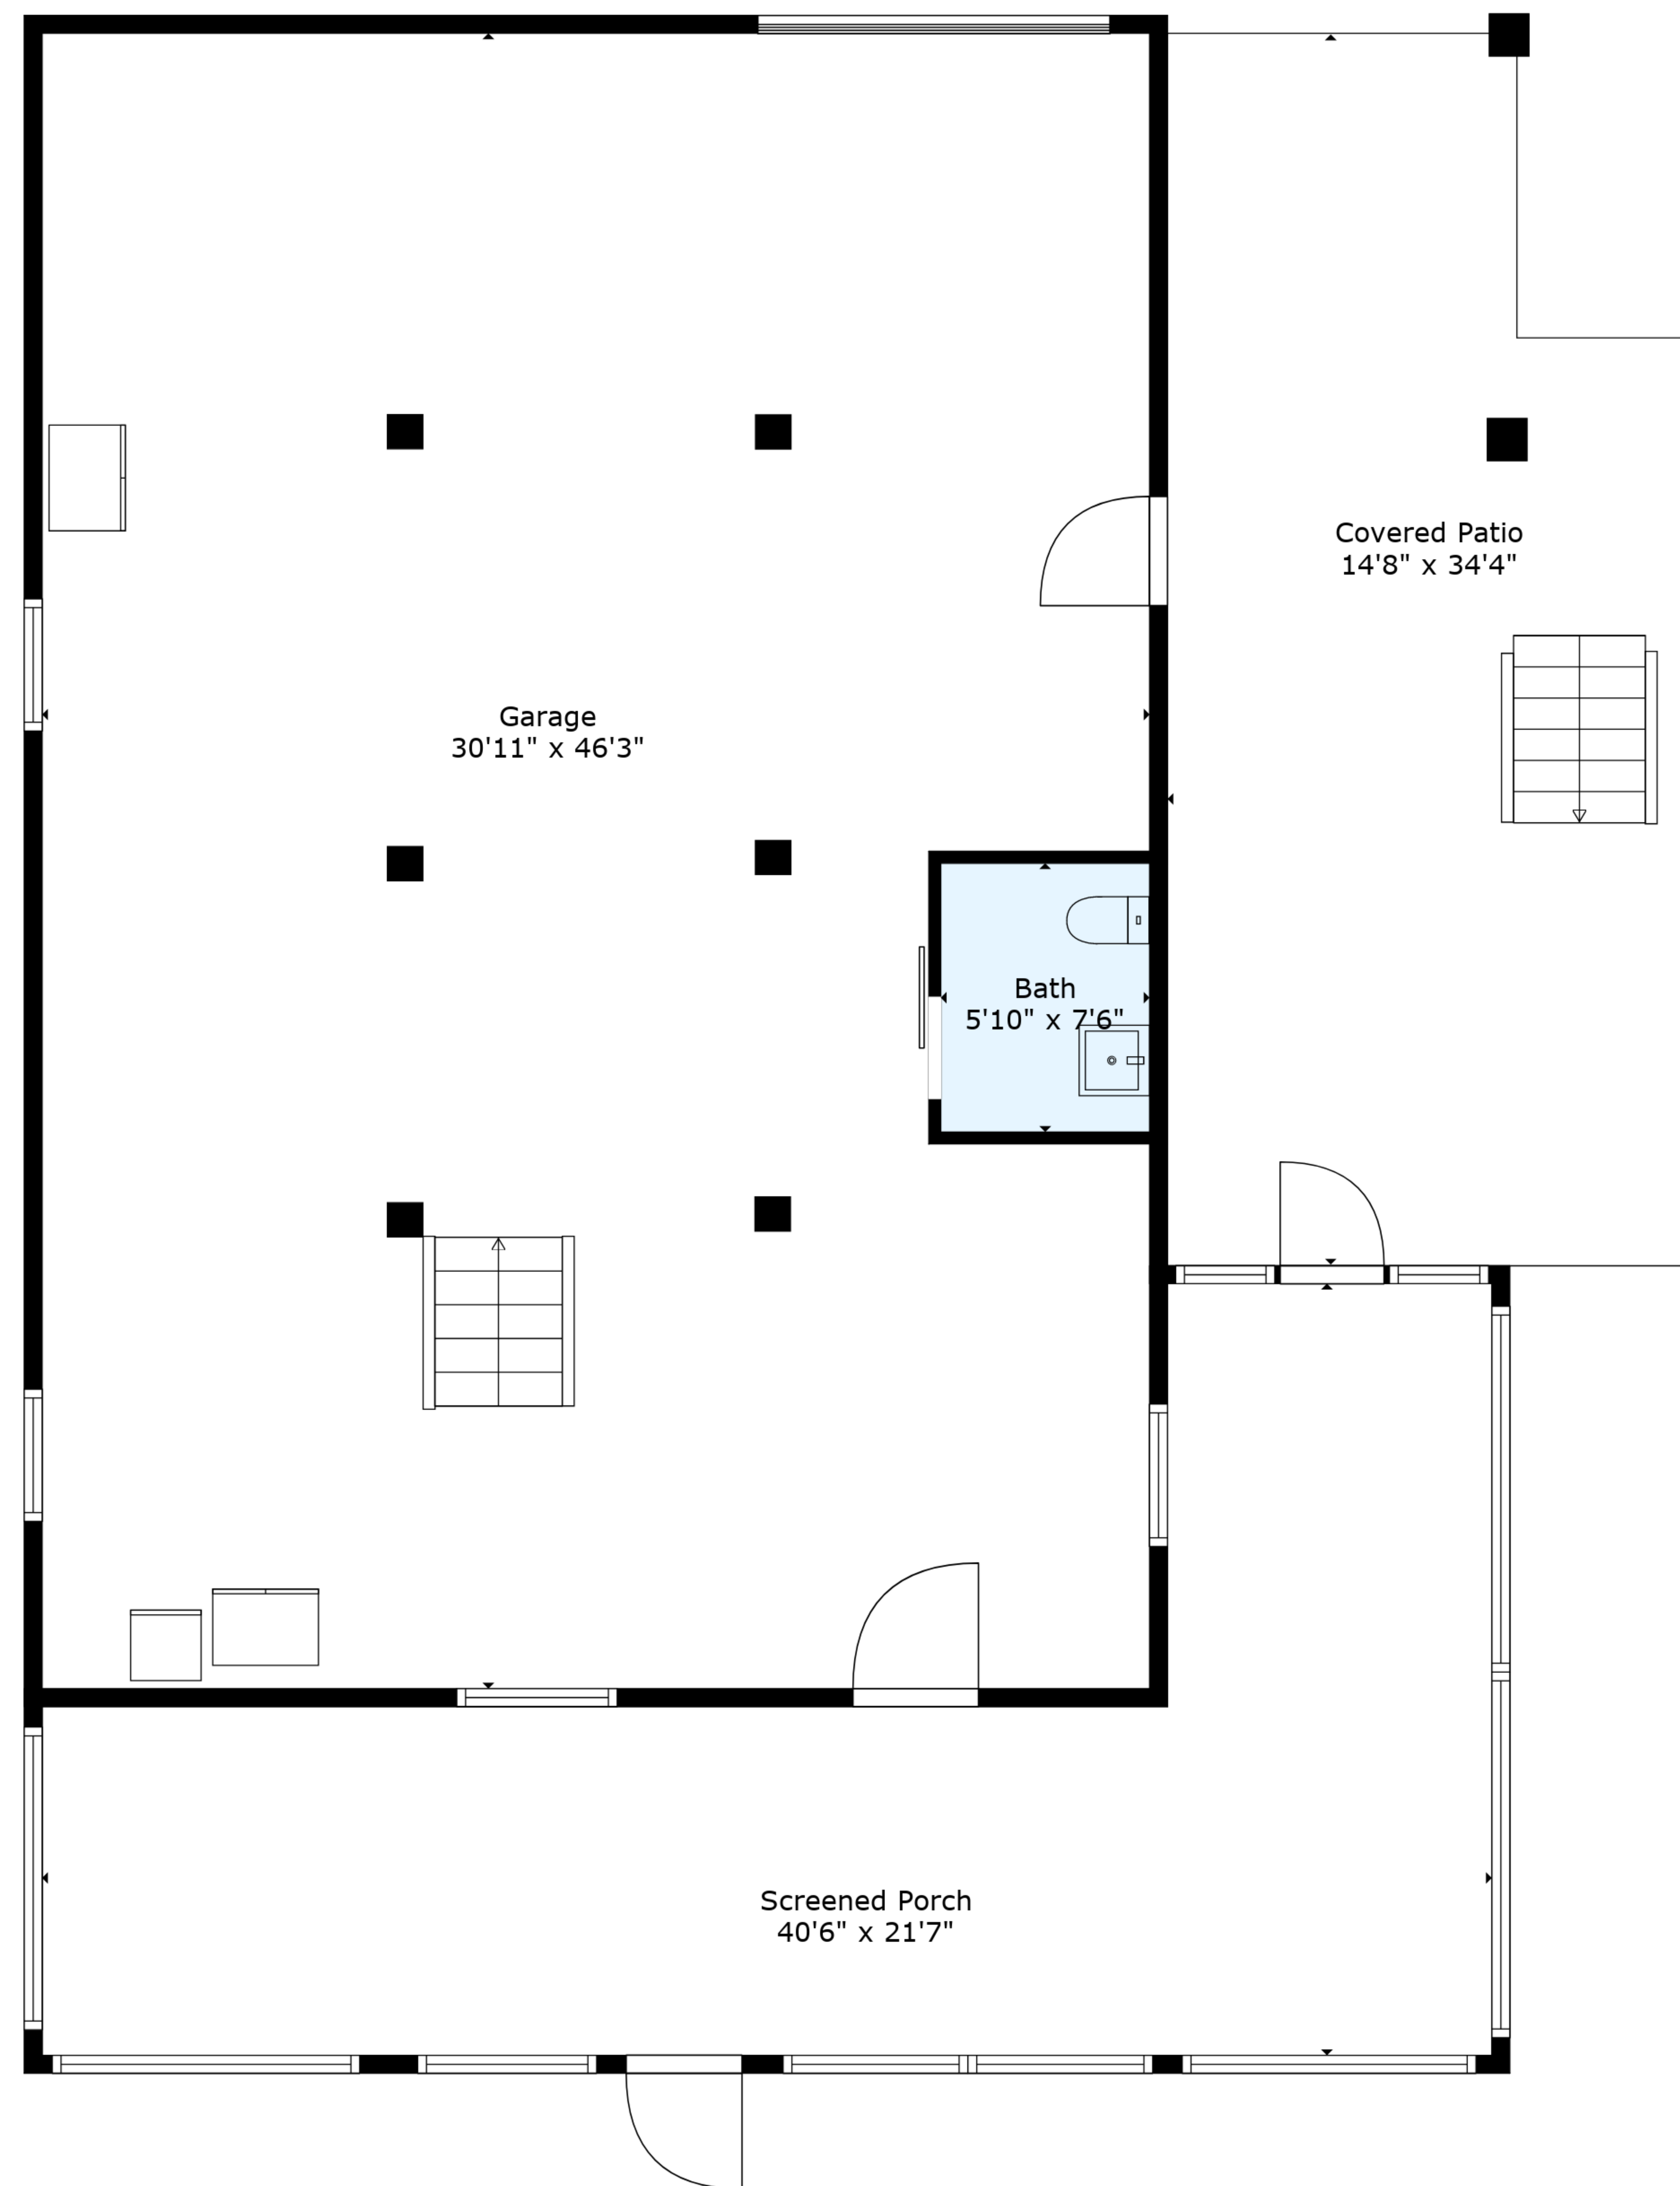 Covered Patio
14'8" x 34'4"
Garage
30'11" x 46'3"
Bath
5'10" x 7'6"
Screened Porch
40'6" x 21'7"